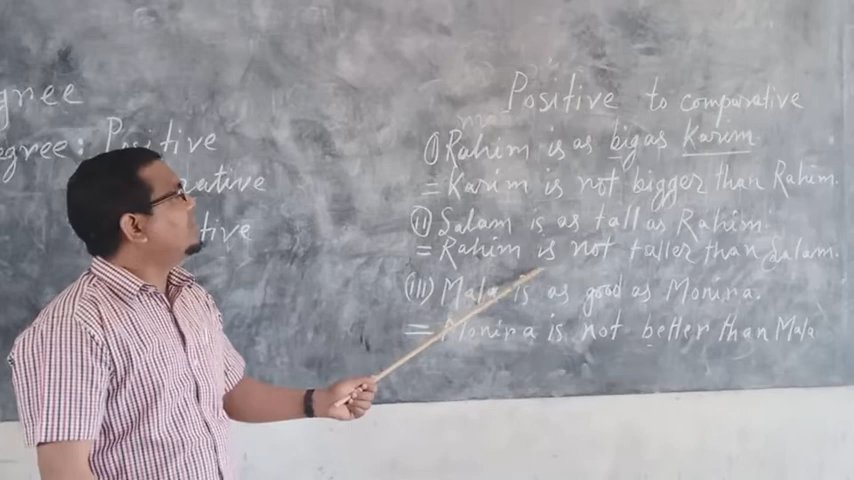 gree
egree: Positive
rative
tive
Positive to comparative
(i) Rahim is as big as Karim.
= Karim is not bigger than Rahim.
(ii) Salam is as tall as Rahim.
= Rahim is not taller than Salam.
(iii) Mala is as good as Monira.
= Monira is not better than Mala